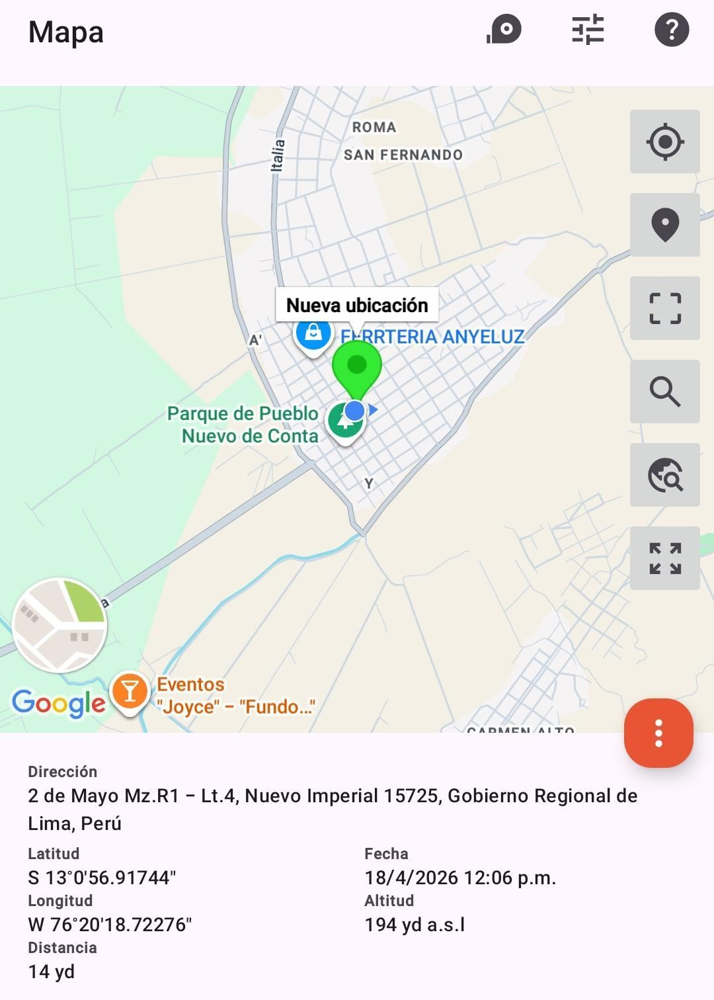 Mapa
ROMA
SAN FERNANDO
Italia
Nueva ubicación
A'
FERRTERIA ANYELUZ
Parque de Pueblo
Nuevo de Conta
Y
a
Google
Eventos
"Joyce" – "Fundo..."
CARMEN ALTO
Dirección
2 de Mayo Mz.R1 – Lt.4, Nuevo Imperial 15725, Gobierno Regional de
Lima, Perú
Latitud
S 13°0'56.91744"
Fecha
18/4/2026 12:06 p.m.
Longitud
W 76°20'18.72276"
Altitud
194 yd a.s.l
Distancia
14 yd